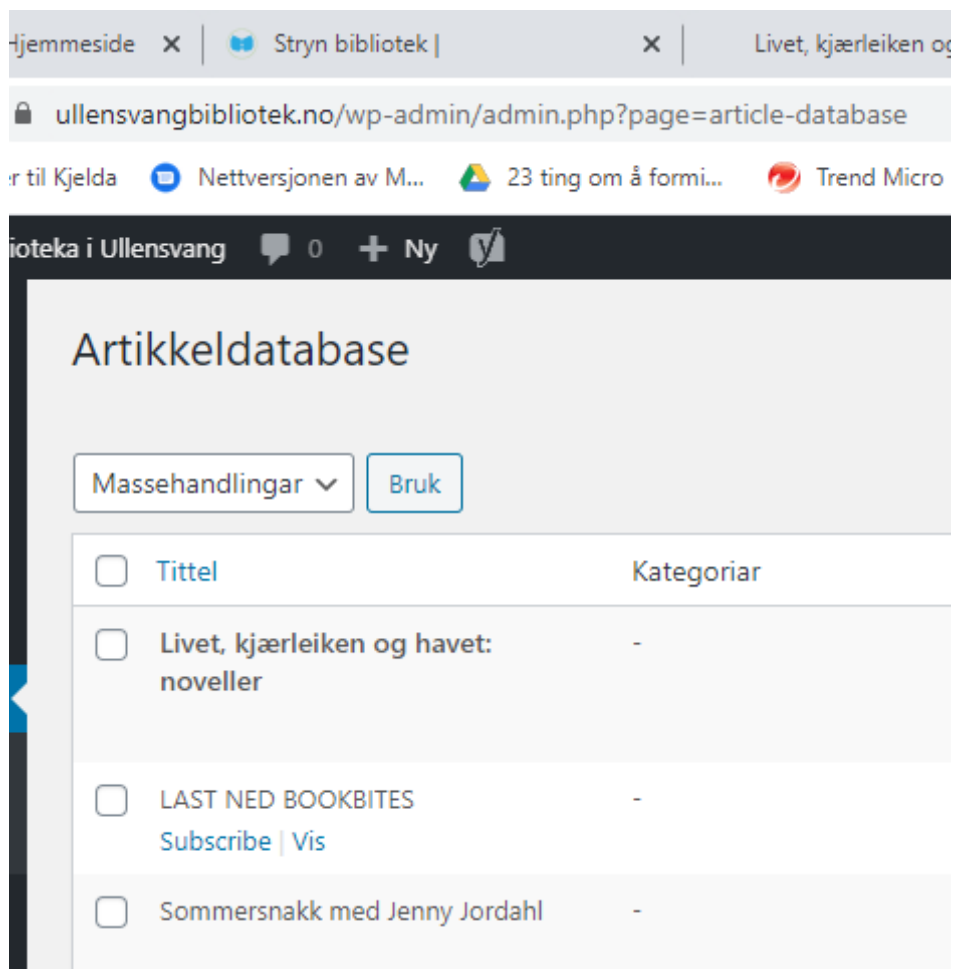 Hjemmeside
Stryn bibliotek |
Livet, kjærleiken og
ullensvangbibliotek.no/wp-admin/admin.php?page=article-database
til Kjelda
Nettversjonen av M...
23 ting om å formi...
Trend Micro
i Ullensvang
0
Ny
Artikkeldatabase
Massehandlingar
Bruk
Tittel
Kategoriar
Livet, kjærleiken og havet:
noveller
-
LAST NED BOOKBITES
-
Subscribe | Vis
Sommersnakk med Jenny Jordahl
-